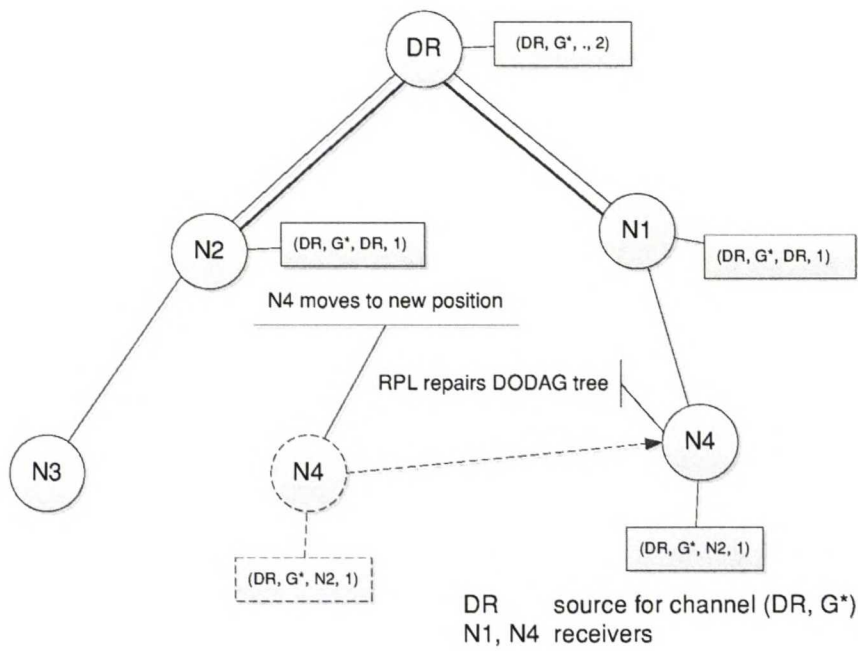 DR
(DR, G*, ., 2)
N2
(DR, G*, DR, 1)
N1
(DR, G*, DR, 1)
N4 moves to new position
RPL repairs DODAG tree
N3
N4
N4
(DR, G*, N2, 1)
(DR, G*, N2, 1)
DR source for channel (DR, G*)
N1, N4 receivers